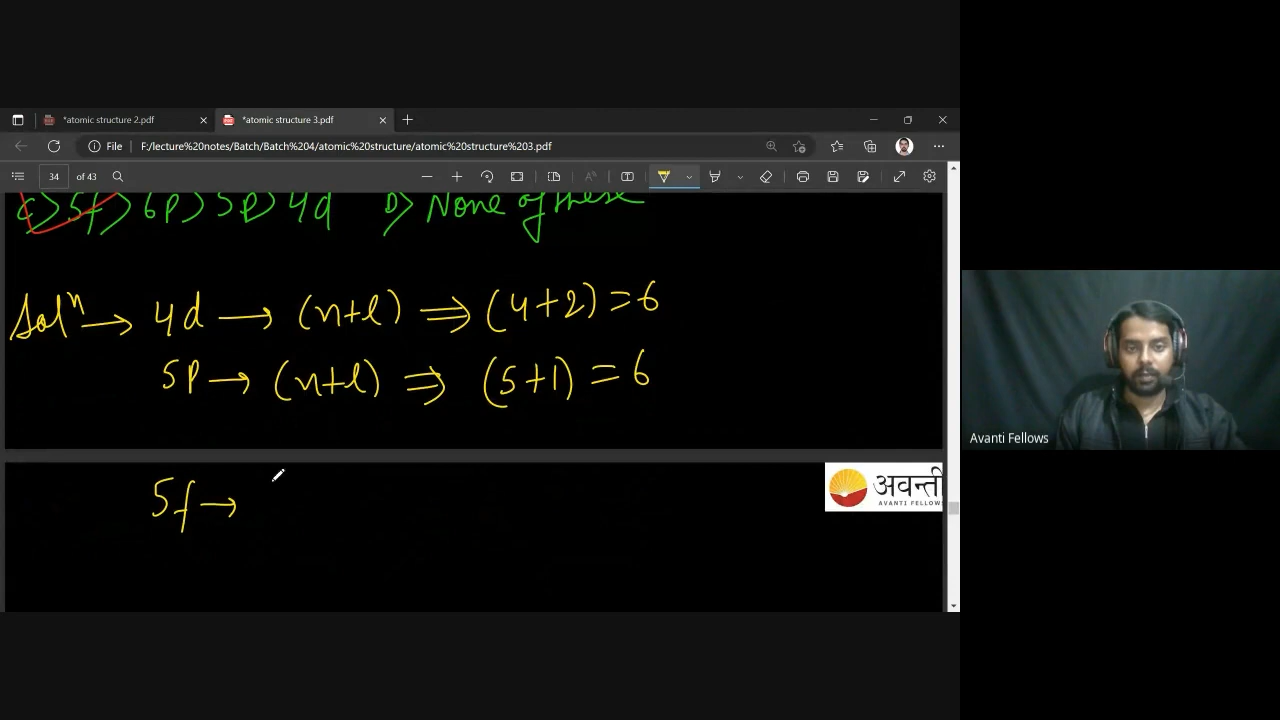 *atomic structure 2.pdf
*atomic structure 3.pdf
File
F:/lecture%20notes/Batch/Batch%204/atomic%20structure/atomic%20structure%203.pdf
34 of 43
c> 5f > 6p > 5p > 4d D> None of these
Solⁿ → 4d → (n+l) ⇒ (4+2) = 6
5p → (n+l) ⇒ (5+1) = 6
5f →
अवन्ती
AVANTI FELLOWS
Avanti Fellows